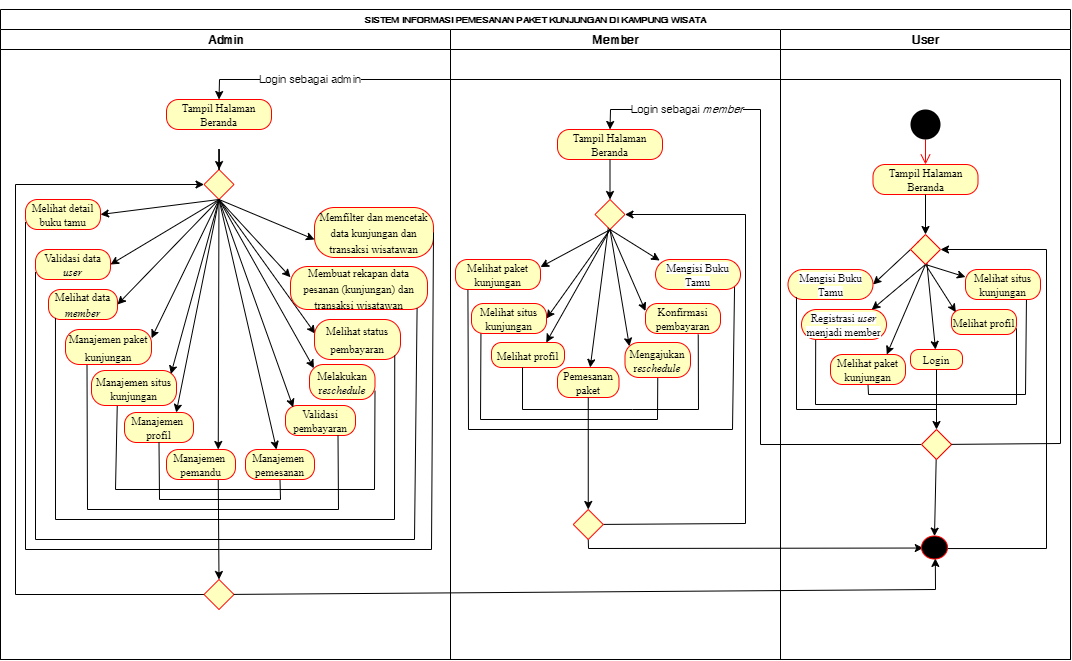 SISTEM INFORMASI PEMESANAN PAKET KUNJUNGAN DI KAMPUNG WISATA
Admin
Member
User
Login sebagai admin
Tampil Halaman
Beranda
Melihat detail
buku tamu
Validasi data
user
Melihat data
member
Manajemen paket
kunjungan
Manajemen situs
kunjungan
Manajemen
profil
Manajemen
pemandu
Manajemen
pemesanan
Validasi
pembayaran
Melakukan
reschedule
Melihat status
pembayaran
Membuat rekapan data
pesanan (kunjungan) dan
transaksi wisatawan
Memfilter dan mencetak
data kunjungan dan
transaksi wisatawan
Login sebagai member
Tampil Halaman
Beranda
Melihat paket
kunjungan
Melihat situs
kunjungan
Melihat profil
Pemesanan
paket
Mengajukan
reschedule
Konfirmasi
pembayaran
Mengisi Buku
Tamu
Tampil Halaman
Beranda
Mengisi Buku
Tamu
Registrasi user
menjadi member
Melihat paket
kunjungan
Login
Melihat profil
Melihat situs
kunjungan